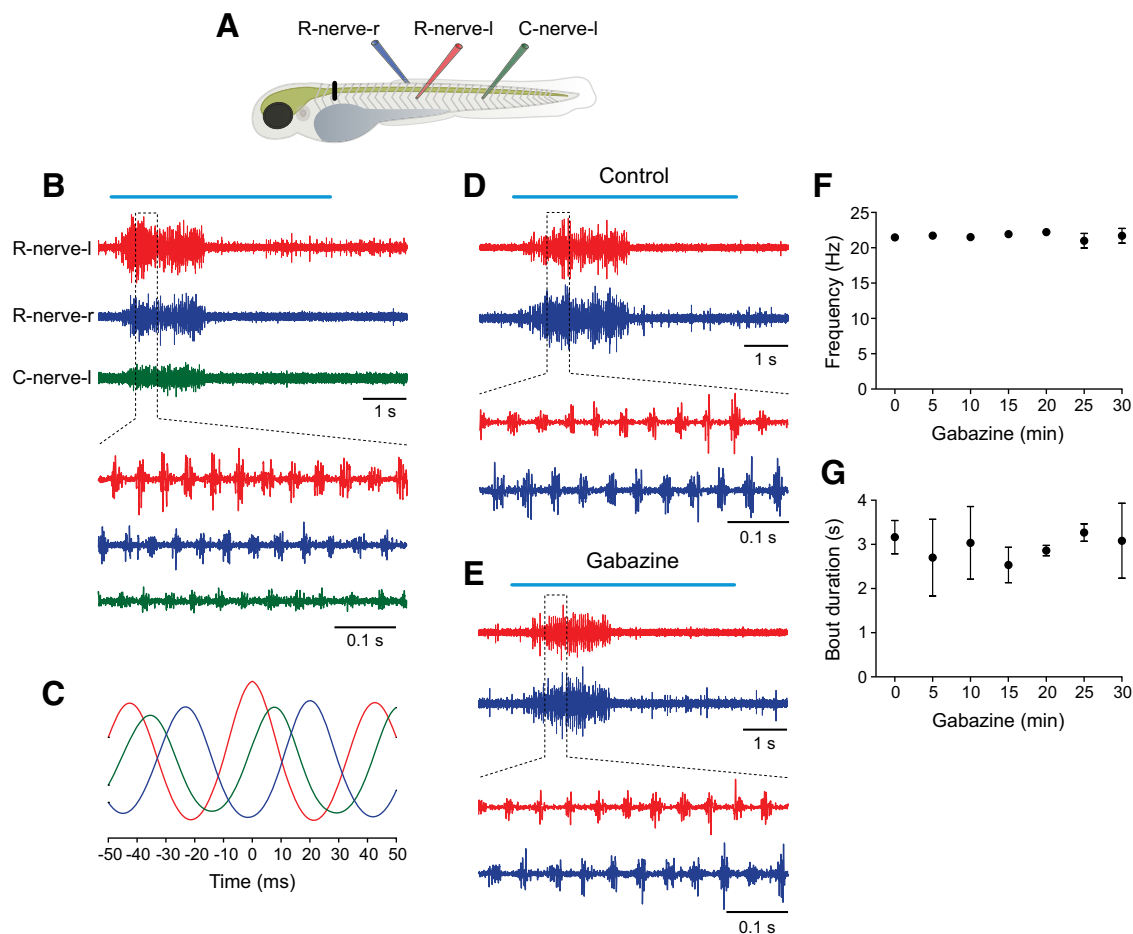 A
R-nerve-r
R-nerve-l
C-nerve-l
B
R-nerve-l
R-nerve-r
C-nerve-l
1 s
0.1 s
C
-50 -40 -30 -20 -10 0 10 20 30 40 50
Time (ms)
D
Control
1 s
0.1 s
E
Gabazine
1 s
0.1 s
F
Frequency (Hz)
25
20
15
10
5
0
0 5 10 15 20 25 30
Gabazine (min)
G
Bout duration (s)
4
3
2
1
0
0 5 10 15 20 25 30
Gabazine (min)